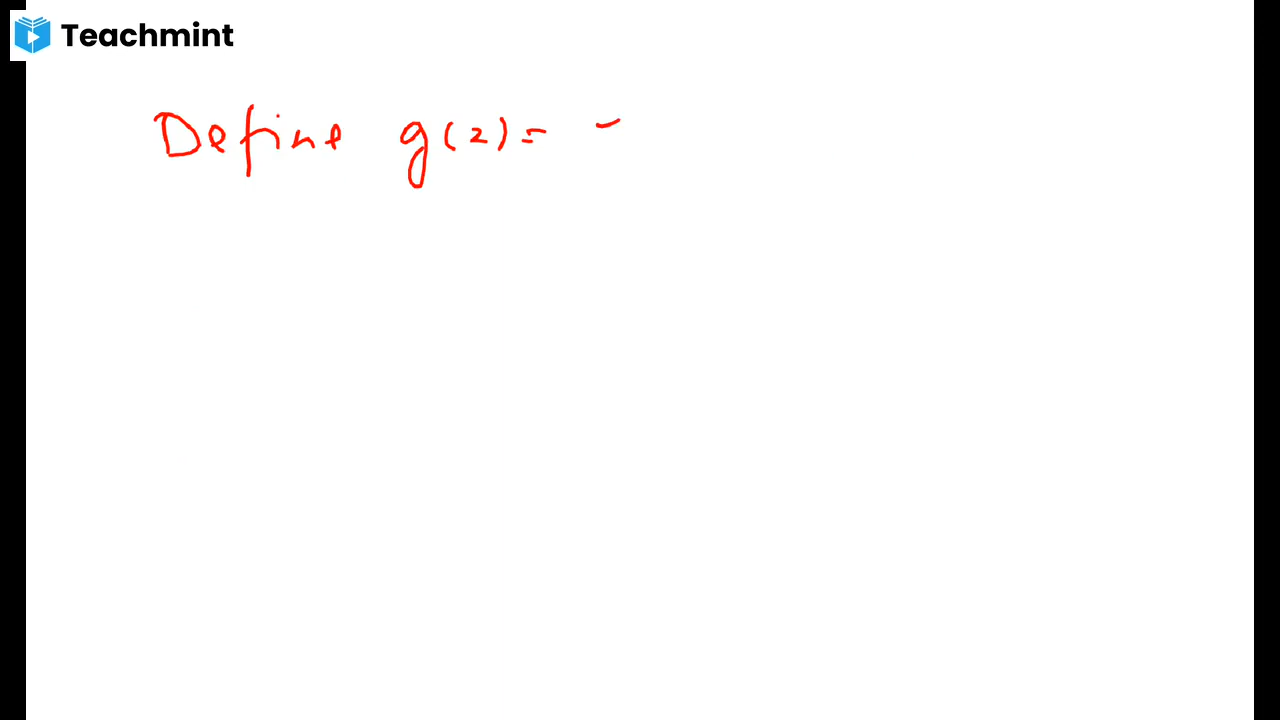 Teachmint
Define g(z) = -